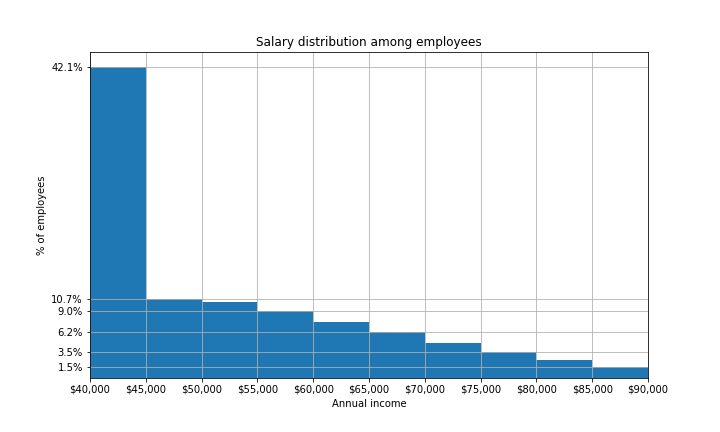 Salary distribution among employees
% of employees
42.1%
10.7%
9.0%
6.2%
3.5%
1.5%
$40,000 $45,000 $50,000 $55,000 $60,000 $65,000 $70,000 $75,000 $80,000 $85,000 $90,000
Annual income